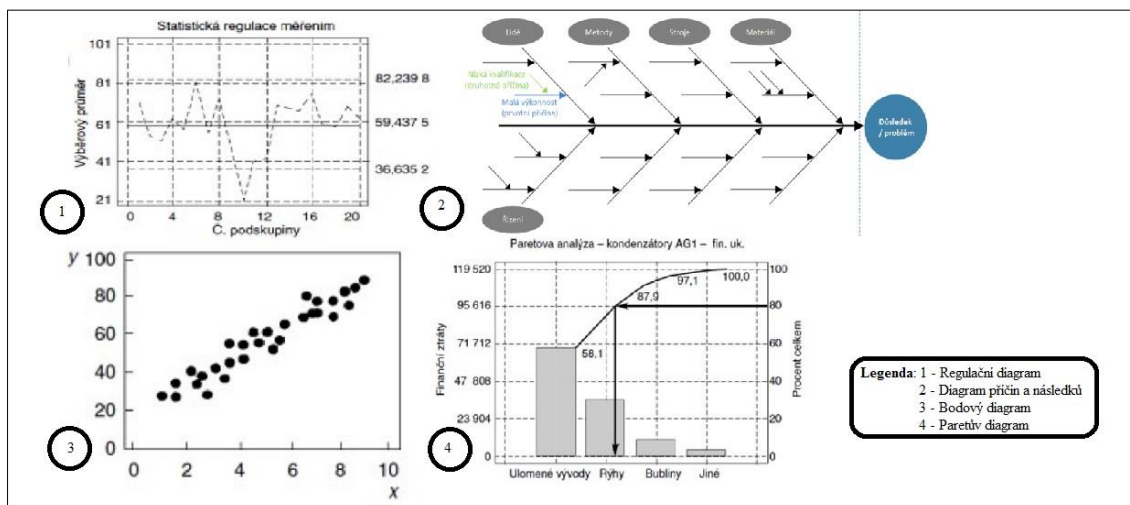 Statistická regulace měřením
101
81
61
41
21
Výběrový průměr
82,239 8
59,437 5
36,635 2
0 4 8 12 16 20
Č. podskupiny
1
Lidé Metody Stroje Materiál
Nízká kvalifikace
(druhotná příčina)
Malá výkonnost
(prvotní příčina)
Důsledek
/ problém
Řízení
2
y
100
80
60
40
20
0
0 2 4 6 8 10
x
3
Paretova analýza – kondenzátory AG1 – fin. uk.
119 520
95 616
71 712
47 808
23 904
0
Finanční ztráty
58,1
87,9
97,1
100,0
100
80
60
40
20
0
Procent celkem
Ulomené vývody Rýhy Bubliny Jiné
4
Legenda: 1 - Regulační diagram
2 - Diagram příčin a následků
3 - Bodový diagram
4 - Paretův diagram